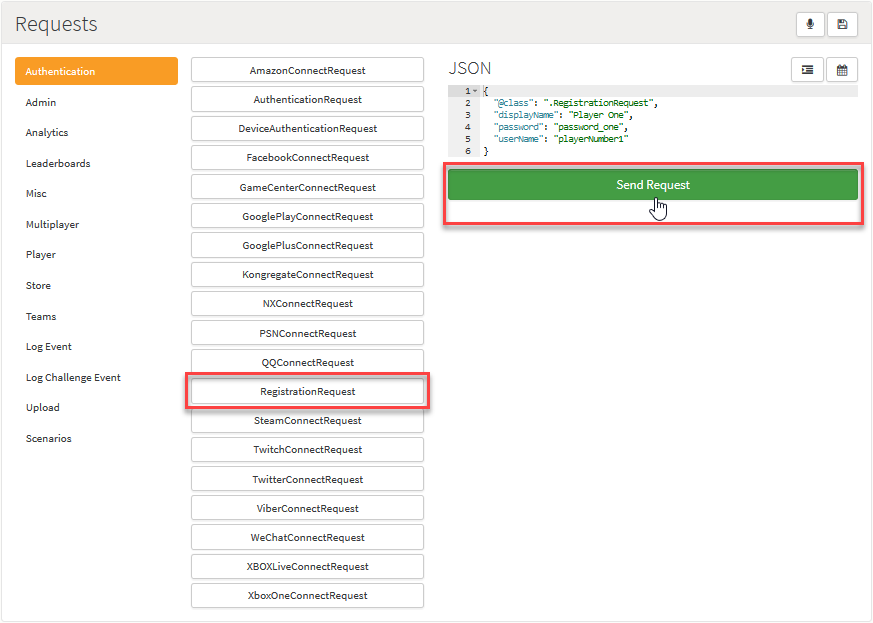 Requests
Authentication
Admin
Analytics
Leaderboards
Misc
Multiplayer
Player
Store
Teams
Log Event
Log Challenge Event
Upload
Scenarios
AmazonConnectRequest
AuthenticationRequest
DeviceAuthenticationRequest
FacebookConnectRequest
GameCenterConnectRequest
GooglePlayConnectRequest
GooglePlusConnectRequest
KongregateConnectRequest
NXConnectRequest
PSNConnectRequest
QQConnectRequest
RegistrationRequest
SteamConnectRequest
TwitchConnectRequest
TwitterConnectRequest
ViberConnectRequest
WeChatConnectRequest
XBOXLiveConnectRequest
XboxOneConnectRequest
JSON
1 {
2 "@class": ".RegistrationRequest",
3 "displayName": "Player One",
4 "password": "password_one",
5 "userName": "playerNumber1"
6 }
Send Request